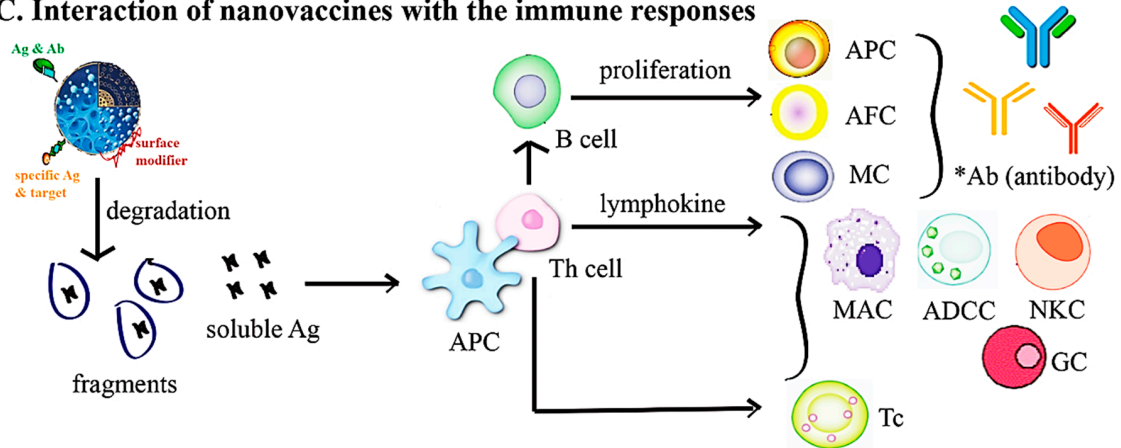 C. Interaction of nanovaccines with the immune responses
Ag & Ab
surface
modifier
specific Ag
& target
degradation
fragments
soluble Ag
APC
Th cell
B cell
proliferation
lymphokine
APC
AFC
MC
*Ab (antibody)
MAC
ADCC
NKC
GC
Tc